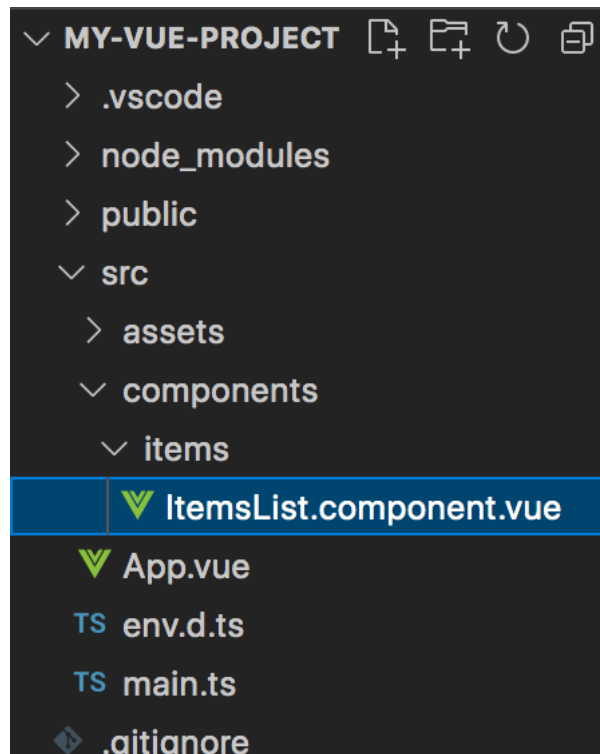 MY-VUE-PROJECT
.vscode
node_modules
public
src
assets
components
items
ItemsList.component.vue
App.vue
TS env.d.ts
TS main.ts
.gitignore